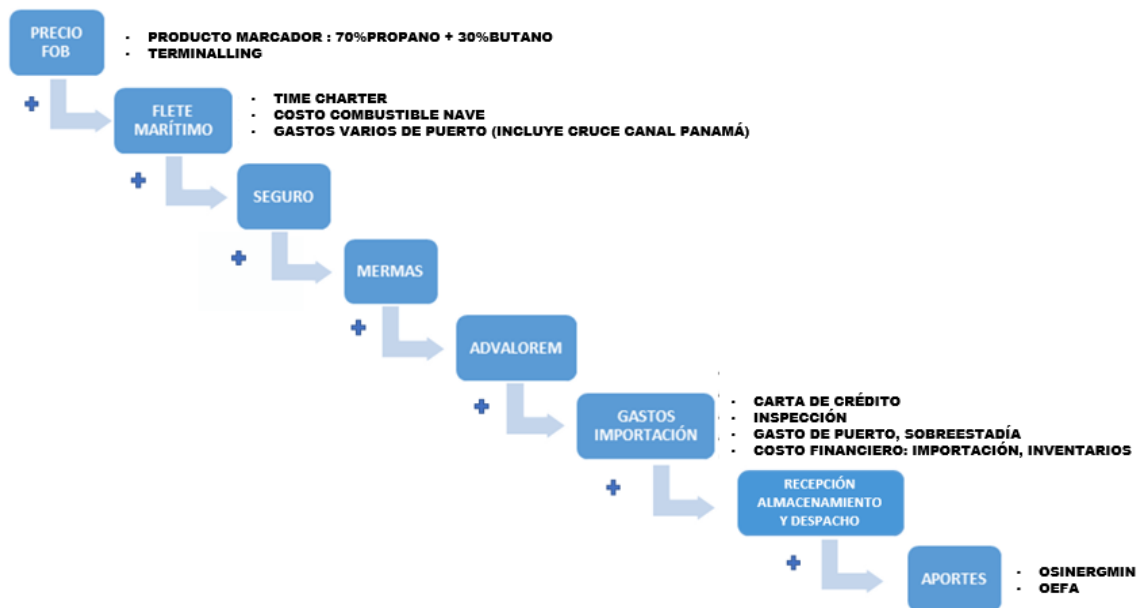 PRECIO
FOB
- PRODUCTO MARCADOR : 70%PROPANO + 30%BUTANO
- TERMINALLING
FLETE
MARÍTIMO
- TIME CHARTER
- COSTO COMBUSTIBLE NAVE
- GASTOS VARIOS DE PUERTO (INCLUYE CRUCE CANAL PANAMÁ)
SEGURO
MERMAS
ADVALOREM
GASTOS
IMPORTACIÓN
- CARTA DE CRÉDITO
- INSPECCIÓN
- GASTO DE PUERTO, SOBREESTADÍA
- COSTO FINANCIERO: IMPORTACIÓN, INVENTARIOS
RECEPCIÓN
ALMACENAMIENTO
Y DESPACHO
APORTES
- OSINERGMIN
- OEFA